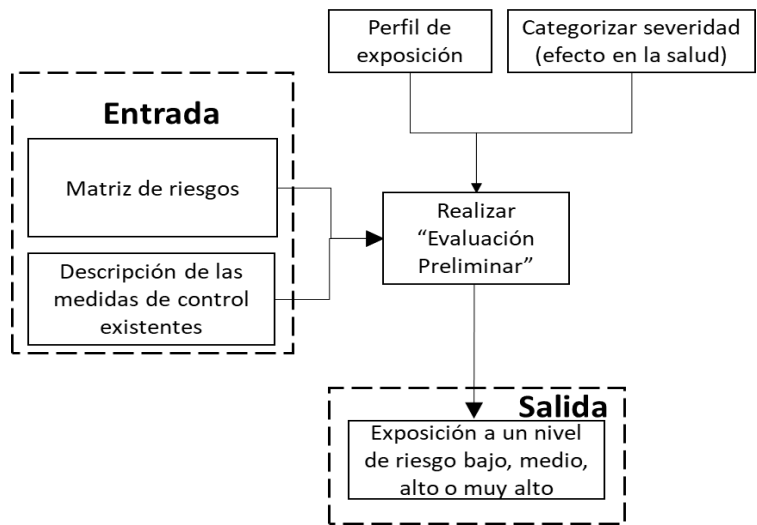 Perfil de
exposición
Categorizar severidad
(efecto en la salud)
Entrada
Matriz de riesgos
Descripción de las
medidas de control
existentes
Realizar
“Evaluación
Preliminar”
Salida
Exposición a un nivel
de riesgo bajo, medio,
alto o muy alto